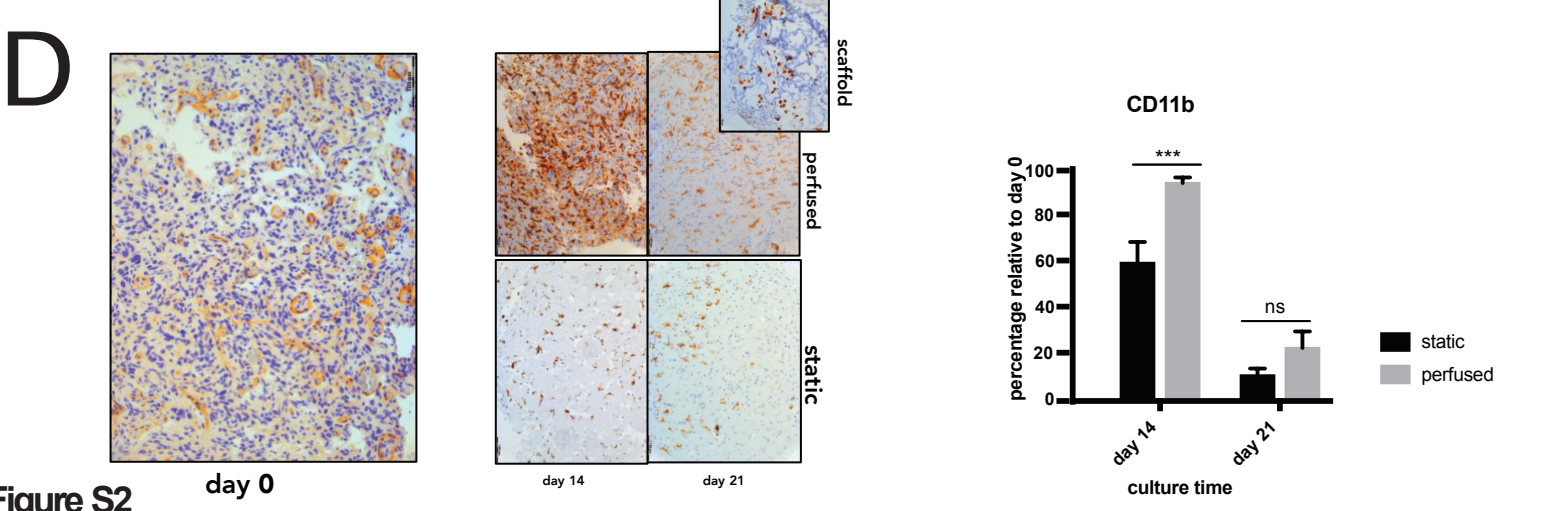 D
scaffold
perfused
static
day 0
day 14
day 21
Figure S2
CD11b
percentage relative to day 0
100
80
60
40
20
0
***
ns
day 14
day 21
culture time
static
perfused